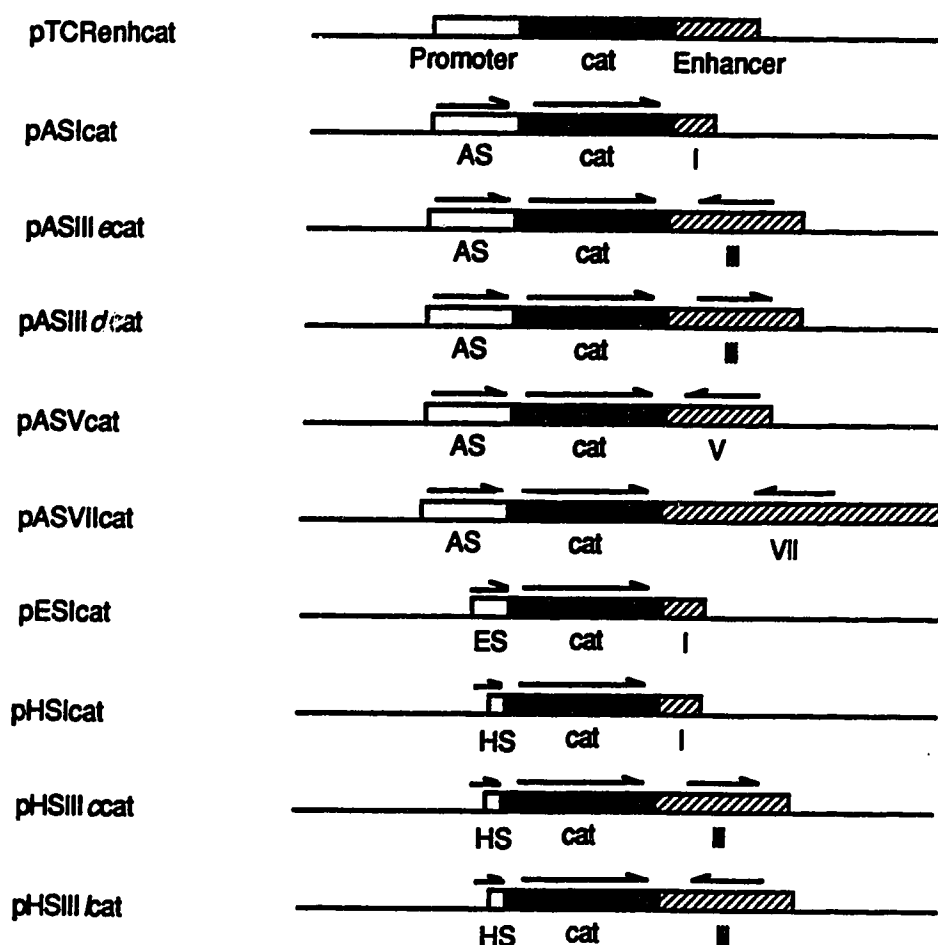 pTCRenhcat
Promoter cat Enhancer
pASIcat
AS cat I
pASIII ecat
AS cat III
pASIII dcat
AS cat III
pASVcat
AS cat V
pASVIIcat
AS cat VII
pESIcat
ES cat I
pHSIcat
HS cat I
pHSIII ccat
HS cat III
pHSIII lcat
HS cat III